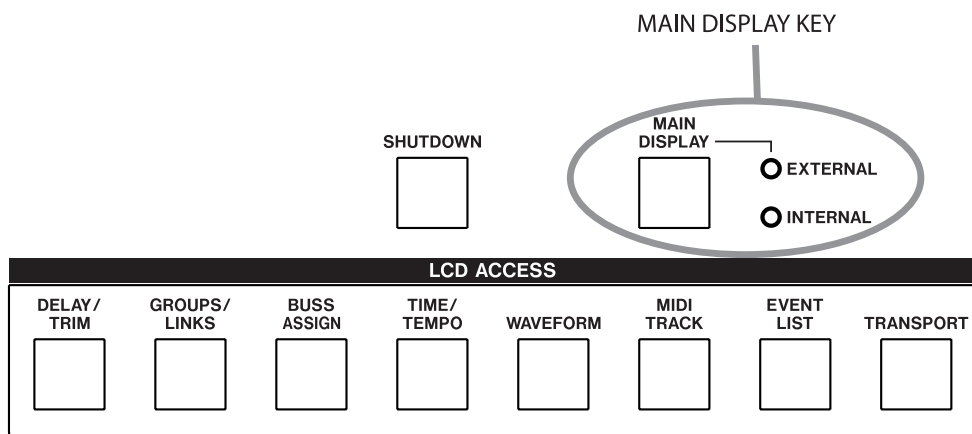 MAIN DISPLAY KEY
SHUTDOWN
MAIN
DISPLAY
EXTERNAL
INTERNAL
LCD ACCESS
DELAY/
TRIM
GROUPS/
LINKS
BUSS
ASSIGN
TIME/
TEMPO
WAVEFORM
MIDI
TRACK
EVENT
LIST
TRANSPORT